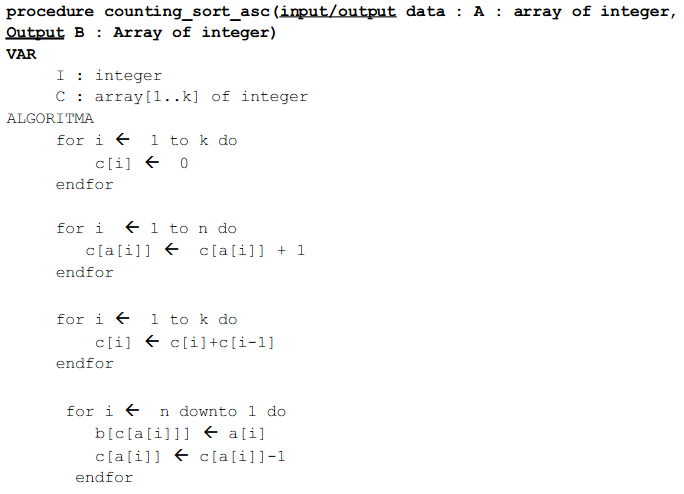 procedure counting_sort_asc(input/output data : A : array of integer,
Output B : Array of integer)
VAR
I : integer
C : array[1..k] of integer
ALGORITMA
for i ← 1 to k do
c[i] ← 0
endfor
for i ← 1 to n do
c[a[i]] ← c[a[i]] + 1
endfor
for i ← 1 to k do
c[i] ← c[i]+c[i-1]
endfor
for i ← n downto 1 do
b[c[a[i]]] ← a[i]
c[a[i]] ← c[a[i]]-1
endfor